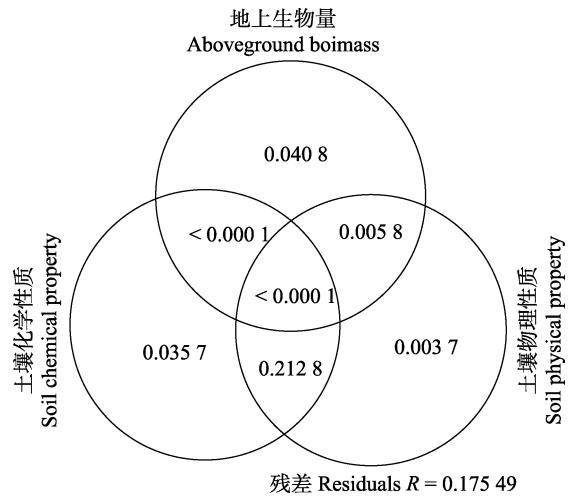 地上生物量
Aboveground boimass
0.040 8
< 0.000 1
0.005 8
< 0.000 1
土壤化学性质
Soil chemical property
土壤物理性质
Soil physical property
0.035 7
0.212 8
0.003 7
残差 Residuals R = 0.175 49